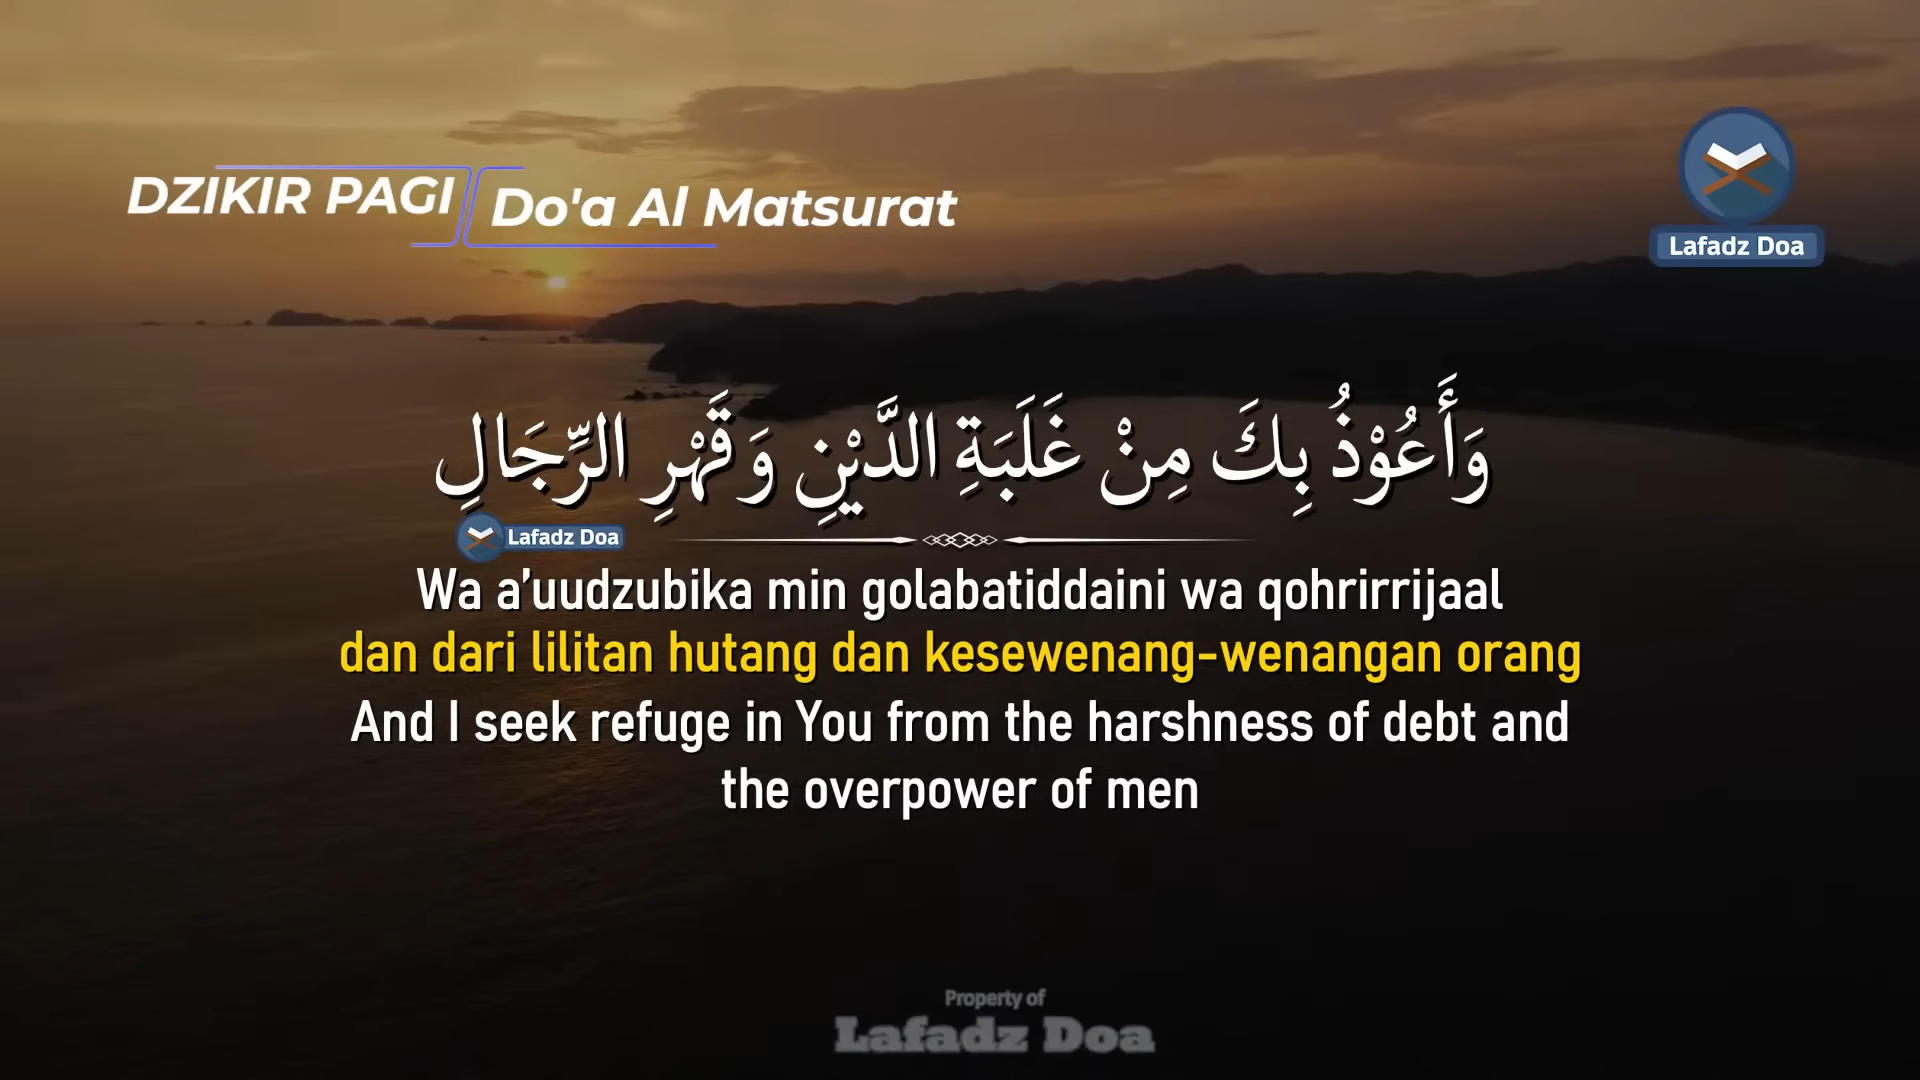 DZIKIR PAGI
Do'a Al Matsurat
Lafadz Doa
وَأَعُوْذُ بِكَ مِنْ غَلَبَةِ الدَّيْنِ وَقَهْرِ الرِّجَالِ
Lafadz Doa
Wa a’uudzubika min golabatiddaini wa qohrirrijaal
dan dari lilitan hutang dan kesewenang-wenangan orang
And I seek refuge in You from the harshness of debt and
the overpower of men
Property of
Lafadz Doa